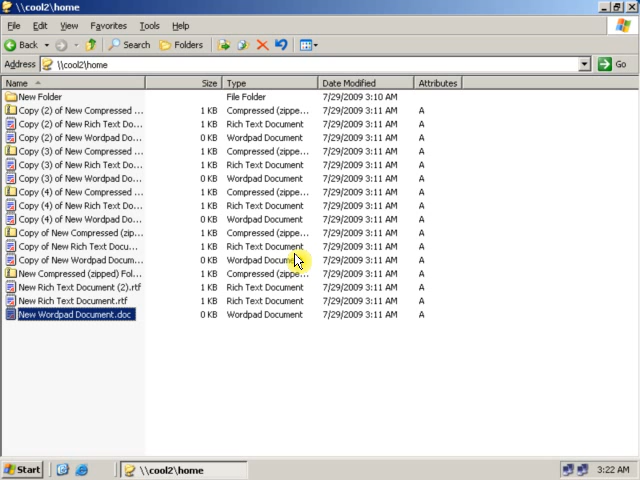 \\cool2\home
File Edit View Favorites Tools Help
Back Search Folders
Address \\cool2\home Go
Name Size Type Date Modified Attributes
New Folder File Folder 7/29/2009 3:10 AM
Copy (2) of New Compressed ... 1 KB Compressed (zippe... 7/29/2009 3:11 AM A
Copy (2) of New Rich Text Do... 1 KB Rich Text Document 7/29/2009 3:11 AM A
Copy (2) of New Wordpad Do... 0 KB Wordpad Document 7/29/2009 3:11 AM A
Copy (3) of New Compressed ... 1 KB Compressed (zippe... 7/29/2009 3:11 AM A
Copy (3) of New Rich Text Do... 1 KB Rich Text Document 7/29/2009 3:11 AM A
Copy (3) of New Wordpad Do... 0 KB Wordpad Document 7/29/2009 3:11 AM A
Copy (4) of New Compressed ... 1 KB Compressed (zippe... 7/29/2009 3:11 AM A
Copy (4) of New Rich Text Do... 1 KB Rich Text Document 7/29/2009 3:11 AM A
Copy (4) of New Wordpad Do... 0 KB Wordpad Document 7/29/2009 3:11 AM A
Copy of New Compressed (zip... 1 KB Compressed (zippe... 7/29/2009 3:11 AM A
Copy of New Rich Text Docu... 1 KB Rich Text Document 7/29/2009 3:11 AM A
Copy of New Wordpad Docum... 0 KB Wordpad 7/29/2009 3:11 AM A
New Compressed (zipped) Fol... 1 KB Compressed (zippe... 7/29/2009 3:11 AM A
New Rich Text Document (2).rtf 1 KB Rich Text Document 7/29/2009 3:11 AM A
New Rich Text Document.rtf 1 KB Rich Text Document 7/29/2009 3:11 AM A
New Wordpad Document.doc 0 KB Wordpad Document 7/29/2009 3:11 AM A
Start \\cool2\home 3:22 AM